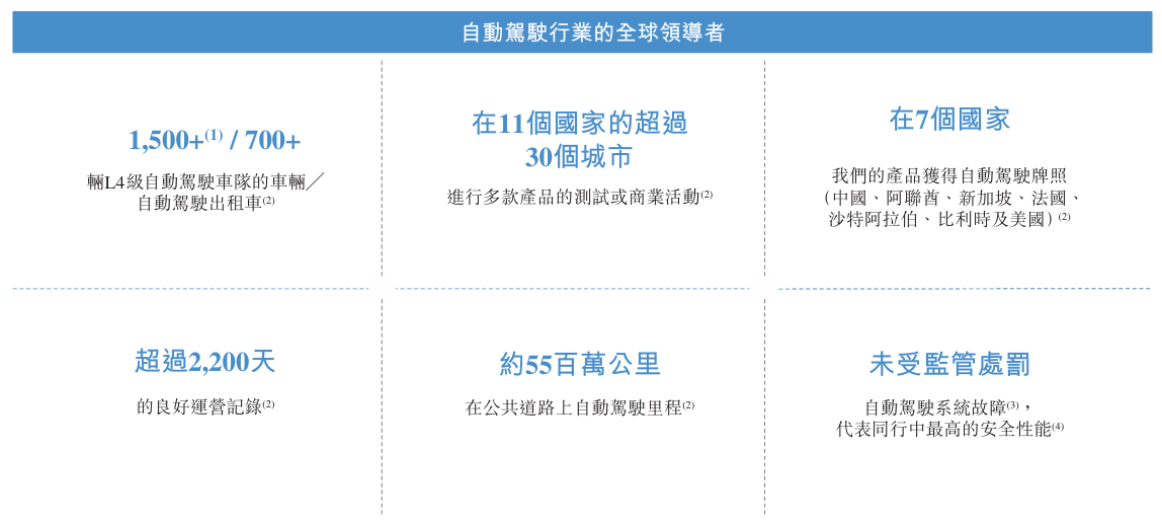 自動駕駛行業的全球領導者
1,500+(1) / 700+
輛L4級自動駕駛車隊的車輛／
自動駕駛出租車(2)
在11個國家的超過
30個城市
進行多款產品的測試或商業活動(2)
在7個國家
我們的產品獲得自動駕駛牌照
(中國、阿聯酋、新加坡、法國、
沙特阿拉伯、比利時及美國)(2)
超過2,200天
的良好運營記錄(2)
約55百萬公里
在公共道路上自動駕駛里程(2)
未受監管處罰
自動駕駛系統故障(3)，
代表同行中最高的安全性能(4)